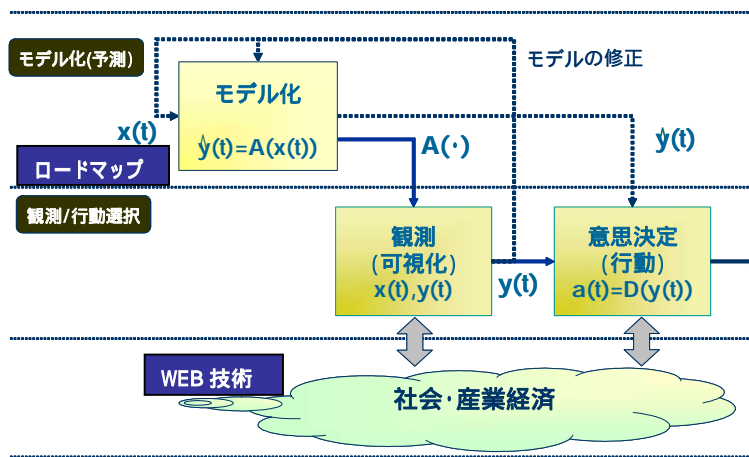 モデル化(予測)
モデルの修正
モデル化
x(t)
ŷ(t)=A(x(t))
A(・)
ŷ(t)
ロードマップ
観測/行動選択
観測
(可視化)
x(t),y(t)
y(t)
意思決定
(行動)
a(t)=D(y(t))
WEB 技術
社会・産業経済